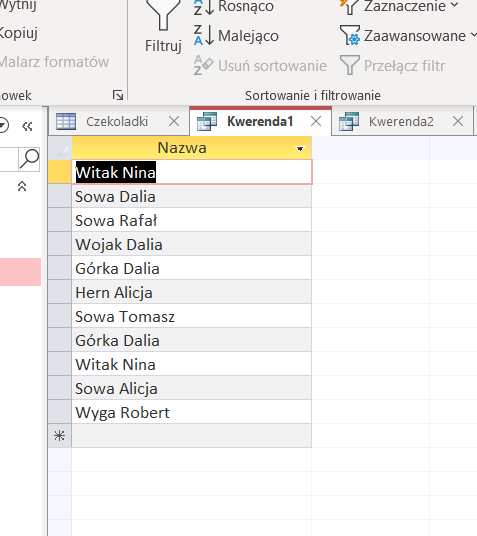 Wytnij
Kopiuj
Malarz formatów
Filtruj
Rosnąco
Malejąco
Usuń sortowanie
Zaznaczenie
Zaawansowane
Przełącz filtr
Sortowanie i filtrowanie
Czekoladki
Kwerenda1
Kwerenda2
Nazwa
Witak Nina
Sowa Dalia
Sowa Rafał
Wojak Dalia
Górka Dalia
Hern Alicja
Sowa Tomasz
Górka Dalia
Witak Nina
Sowa Alicja
Wyga Robert